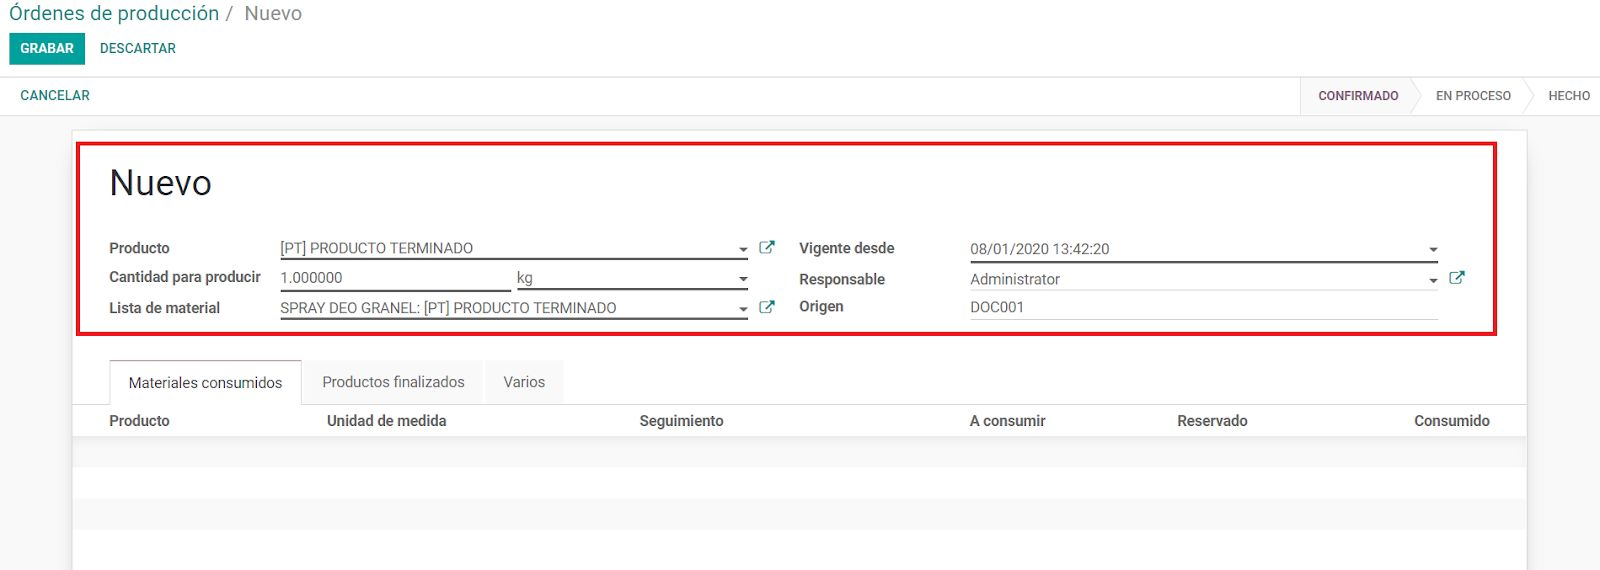 Órdenes de producción / Nuevo
GRABAR DESCARTAR
CANCELAR CONFIRMADO EN PROCESO HECHO
Nuevo
Producto [PT] PRODUCTO TERMINADO Vigente desde 08/01/2020 13:42:20
Cantidad para producir 1.000000 kg Responsable Administrator
Lista de material SPRAY DEO GRANEL: [PT] PRODUCTO TERMINADO Origen DOC001
Materiales consumidos Productos finalizados Varios
Producto Unidad de medida Seguimiento A consumir Reservado Consumido